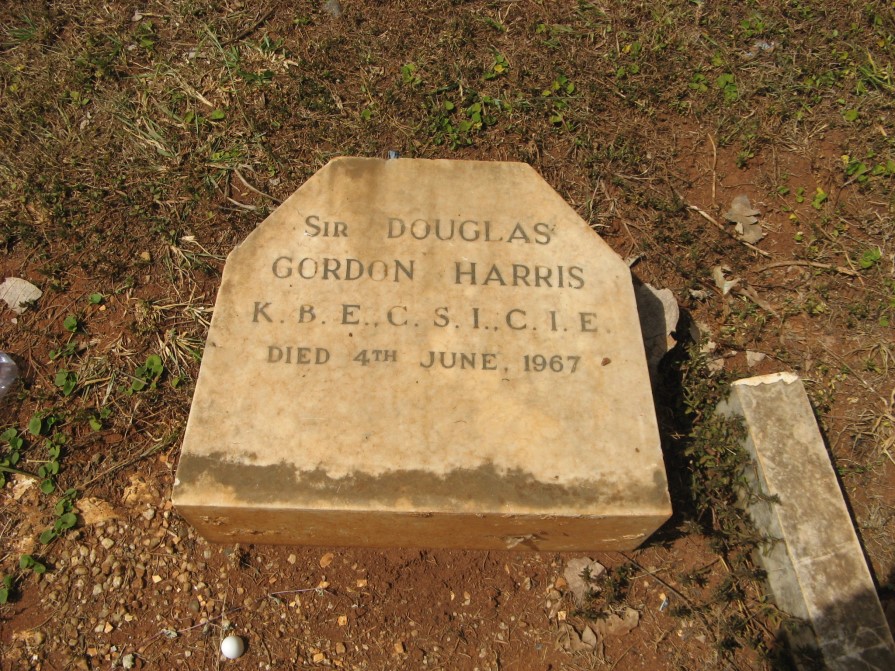 Sir DOUGLAS
GORDON HARRIS
K.B.E., C.S.I., C.I.E.
DIED 4TH JUNE, 1967